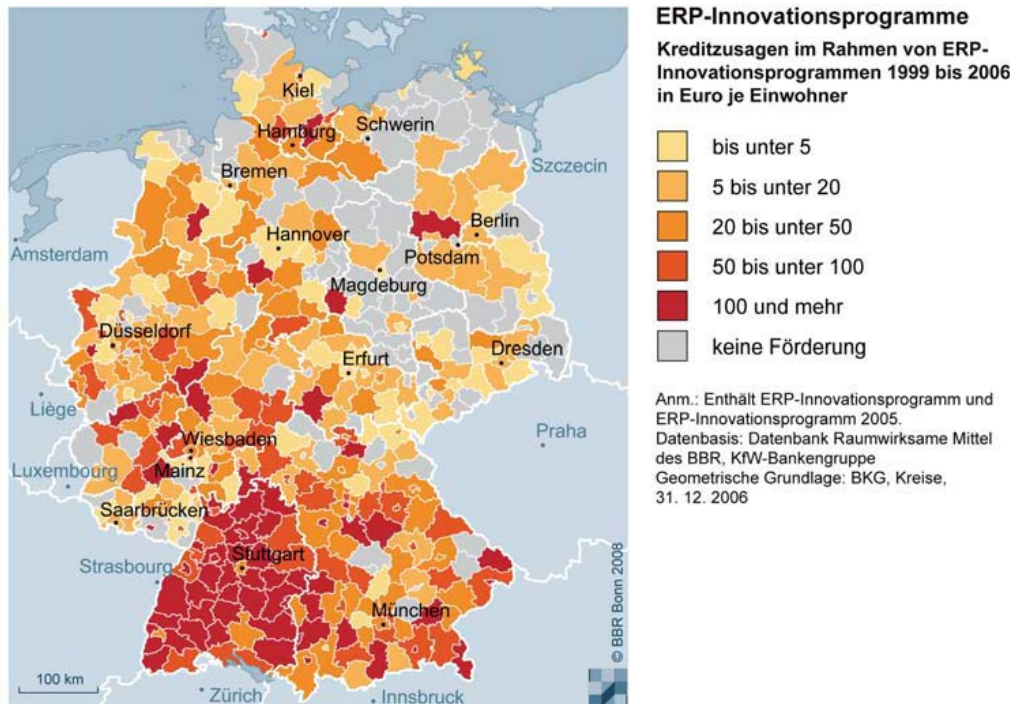 ERP-Innovationsprogramme
Kreditzusagen im Rahmen von ERP-
Innovationsprogrammen 1999 bis 2006
in Euro je Einwohner
bis unter 5
5 bis unter 20
20 bis unter 50
50 bis unter 100
100 und mehr
keine Förderung
Anm.: Enthält ERP-Innovationsprogramm und
ERP-Innovationsprogramm 2005.
Datenbasis: Datenbank Raumwirksame Mittel
des BBR, KfW-Bankengruppe
Geometrische Grundlage: BKG, Kreise,
31. 12. 2006
Kiel
Schwerin
Hamburg
Szczecin
Bremen
Berlin
Hannover
Amsterdam
Potsdam
Magdeburg
Düsseldorf
Erfurt
Dresden
Liège
Wiesbaden
Praha
Mainz
Luxembourg
Saarbrücken
Stuttgart
Strasbourg
München
© BBR Bonn 2008
100 km
Zürich
Innsbruck